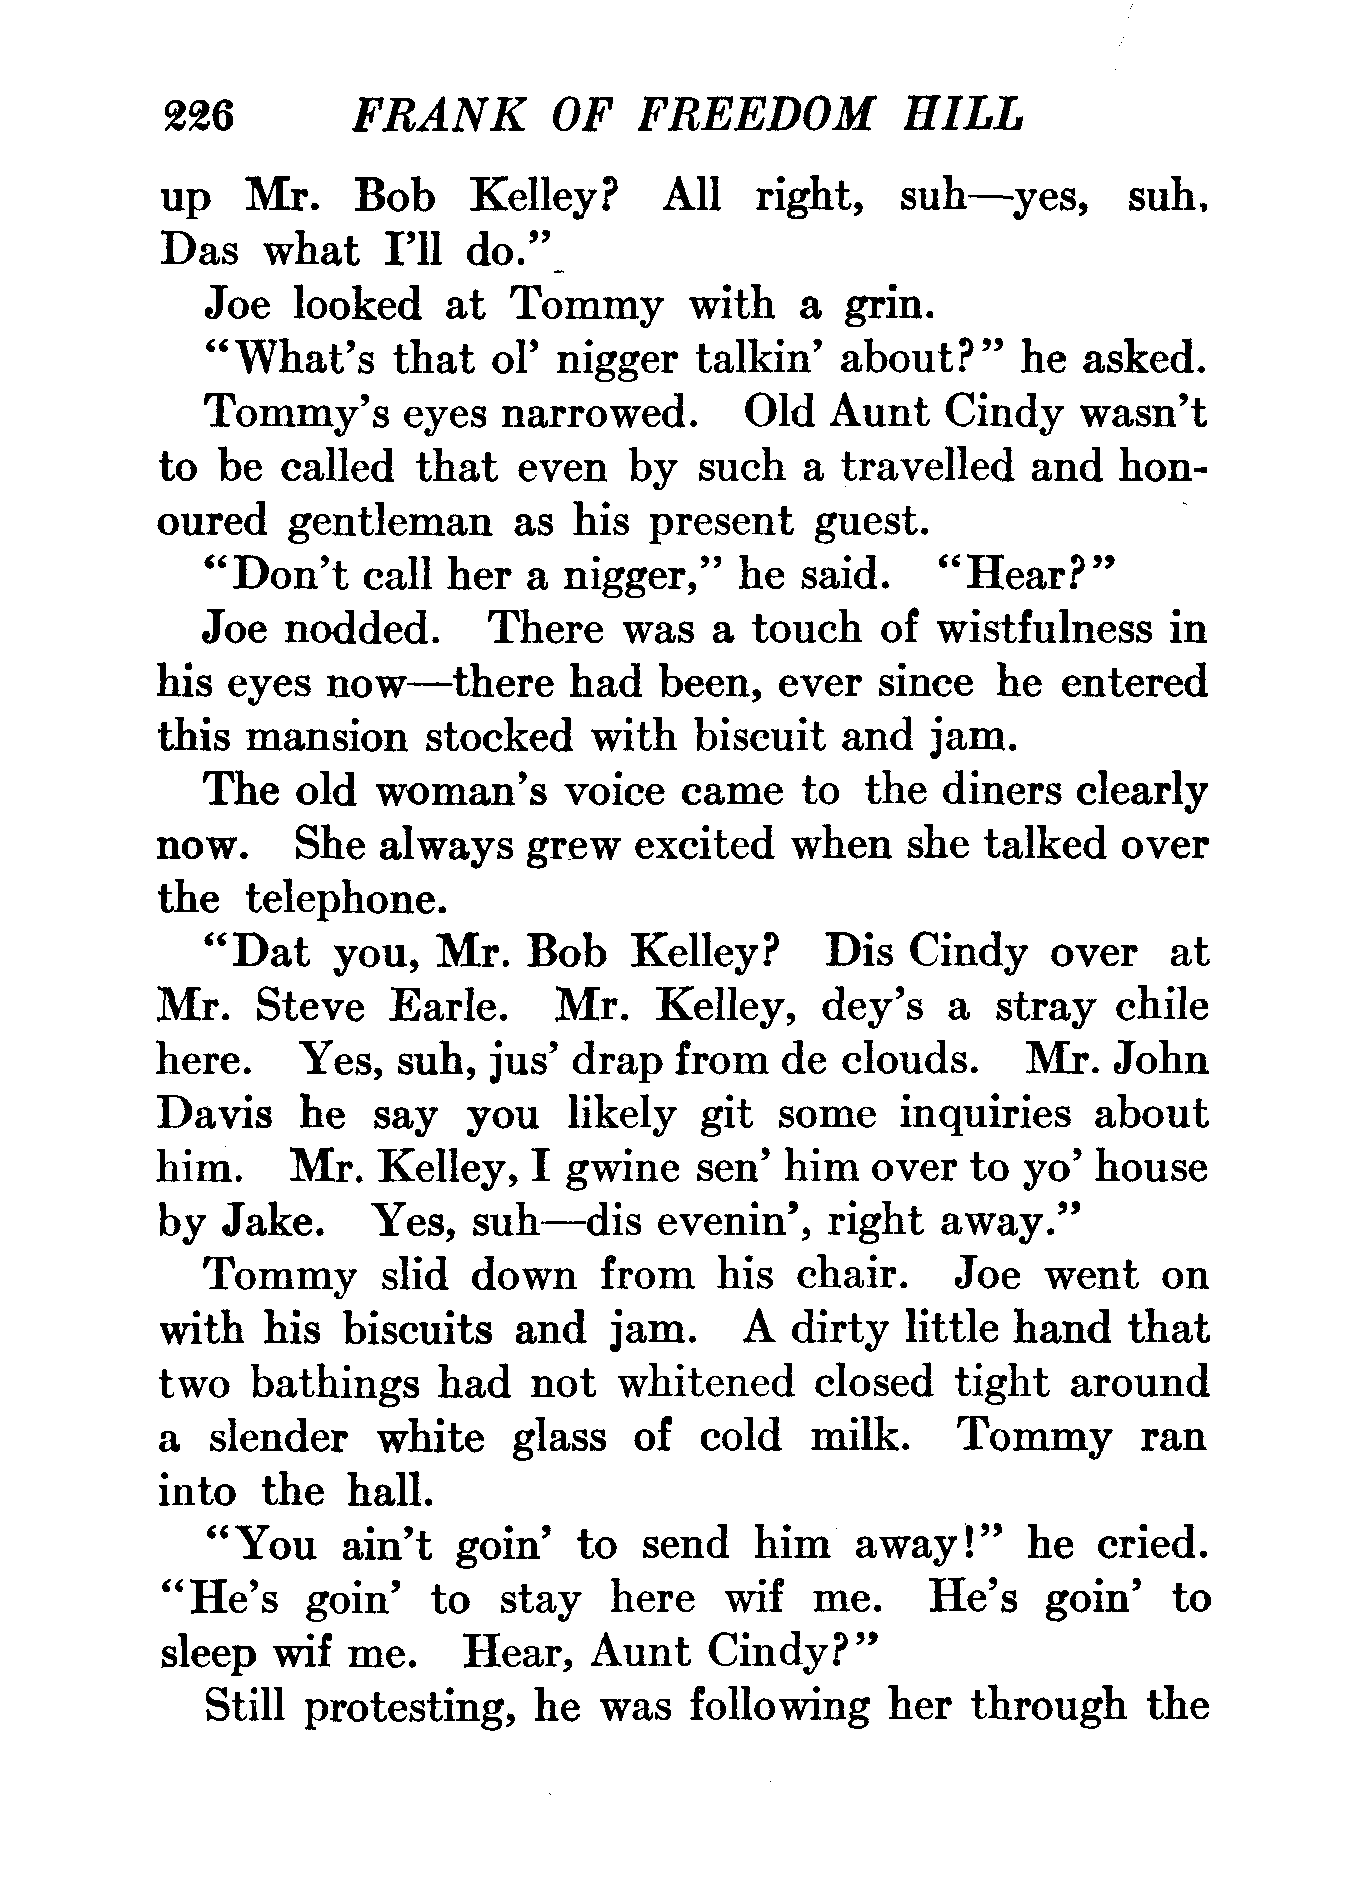 226 FRANK OF FREEDOM HILL
up Mr. Bob Kelley? All right, suh—yes, suh.
Das what I'll do."
Joe looked at Tommy with a grin.
"What's that ol' nigger talkin' about?" he asked.
Tommy's eyes narrowed. Old Aunt Cindy wasn't
to be called that even by such a travelled and hon-
oured gentleman as his present guest.
"Don't call her a nigger," he said. "Hear?"
Joe nodded. There was a touch of wistfulness in
his eyes now—there had been, ever since he entered
this mansion stocked with biscuit and jam.
The old woman's voice came to the diners clearly
now. She always grew excited when she talked over
the telephone.
"Dat you, Mr. Bob Kelley? Dis Cindy over at
Mr. Steve Earle. Mr. Kelley, dey's a stray chile
here. Yes, suh, jus' drap from de clouds. Mr. John
Davis he say you likely git some inquiries about
him. Mr. Kelley, I gwine sen' him over to yo' house
by Jake. Yes, suh—dis evenin', right away."
Tommy slid down from his chair. Joe went on
with his biscuits and jam. A dirty little hand that
two bathings had not whitened closed tight around
a slender white glass of cold milk. Tommy ran
into the hall.
"You ain't goin' to send him away!" he cried.
"He's goin' to stay here wif me. He's goin' to
sleep wif me. Hear, Aunt Cindy?"
Still protesting, he was following her through the